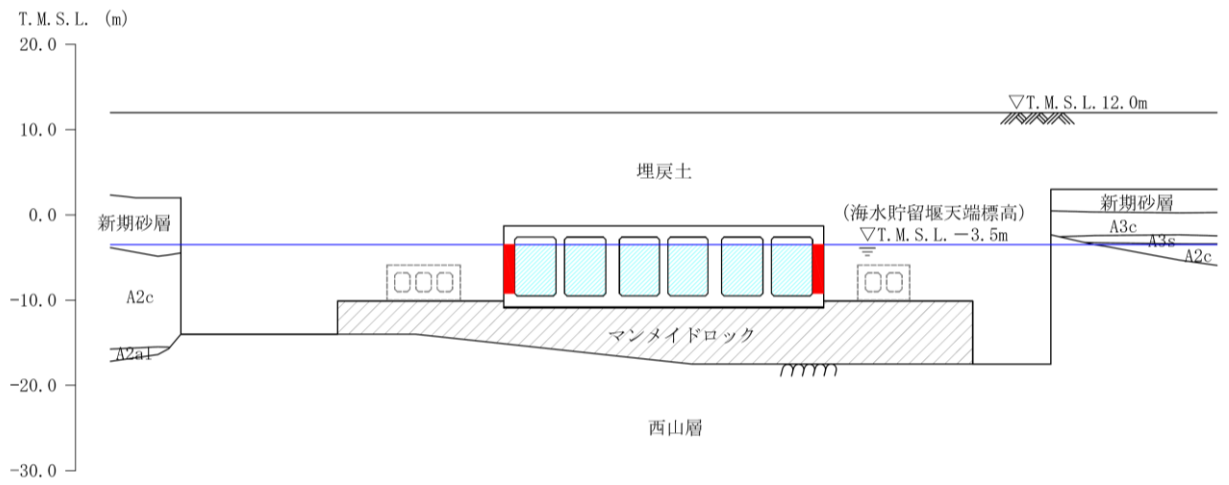 T.M.S.L. (m)
20.0
10.0
0.0
-10.0
-20.0
-30.0
▽T.M.S.L.12.0m
埋戻土
新期砂層
A2c
A2a1
(海水貯留堰天端標高)
▽T.M.S.L.-3.5m
新期砂層
A3c
A3s
A2c
マンメイドロック
西山層